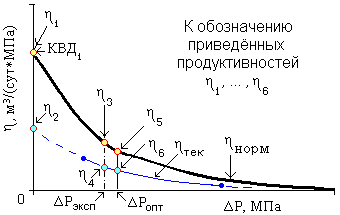 К обозначению
приведённых
продуктивностей
η₁, ... , η₆
η₁
КВД₁
η, м³/(сут*МПа)
η₂
η₃
η₅
η₆
η₄
ηтек
ηнорм
0
ΔPэксп
ΔPопт
ΔP, МПа